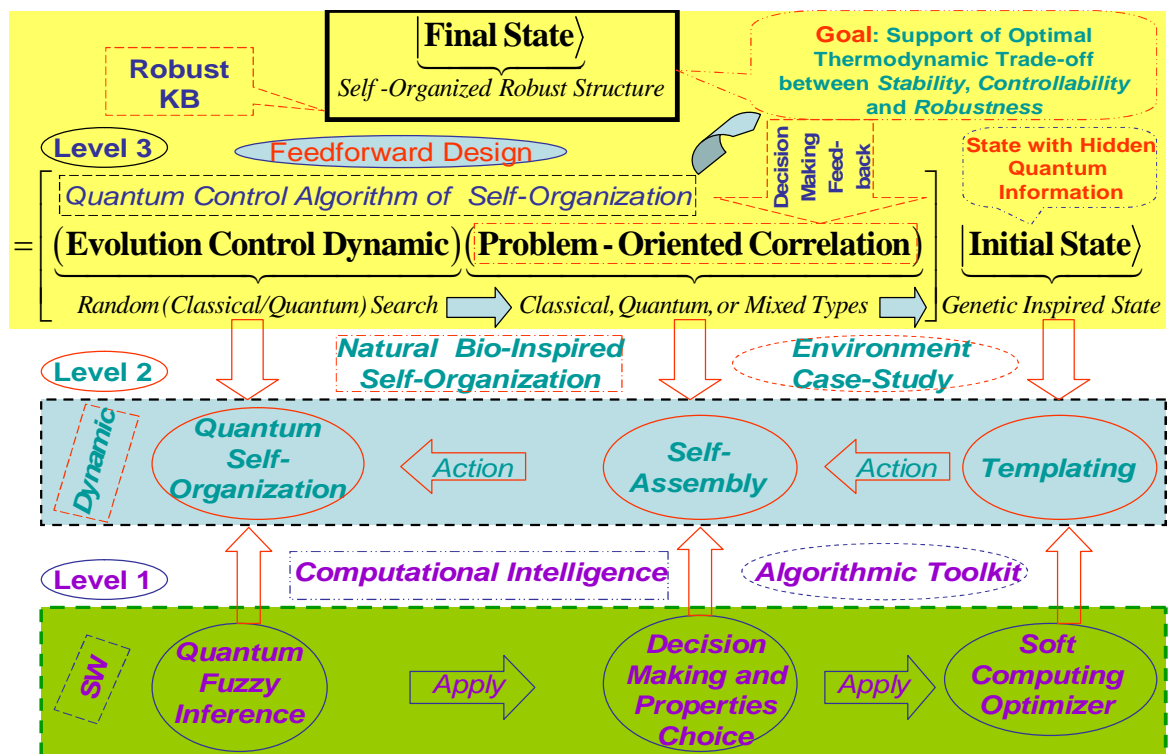 |Final State⟩
Self-Organized Robust Structure
Robust
KB
Goal: Support of Optimal
Thermodynamic Trade-off
between Stability, Controllability
and Robustness
Level 3
Feedforward Design
Decision
Making
Feed-
back
State with Hidden
Quantum
Information
Quantum Control Algorithm of Self-Organization
= [(Evolution Control Dynamic)(Problem - Oriented Correlation)] |Initial State⟩
Random (Classical/Quantum) Search
Classical, Quantum, or Mixed Types
Genetic Inspired State
Level 2
Natural Bio-Inspired
Self-Organization
Environment
Case-Study
Dynamic
Quantum
Self-
Organization
Action
Self-
Assembly
Action
Templating
Level 1
Computational Intelligence
Algorithmic Toolkit
SW
Quantum
Fuzzy
Inference
Apply
Decision
Making and
Properties
Choice
Apply
Soft
Computing
Optimizer